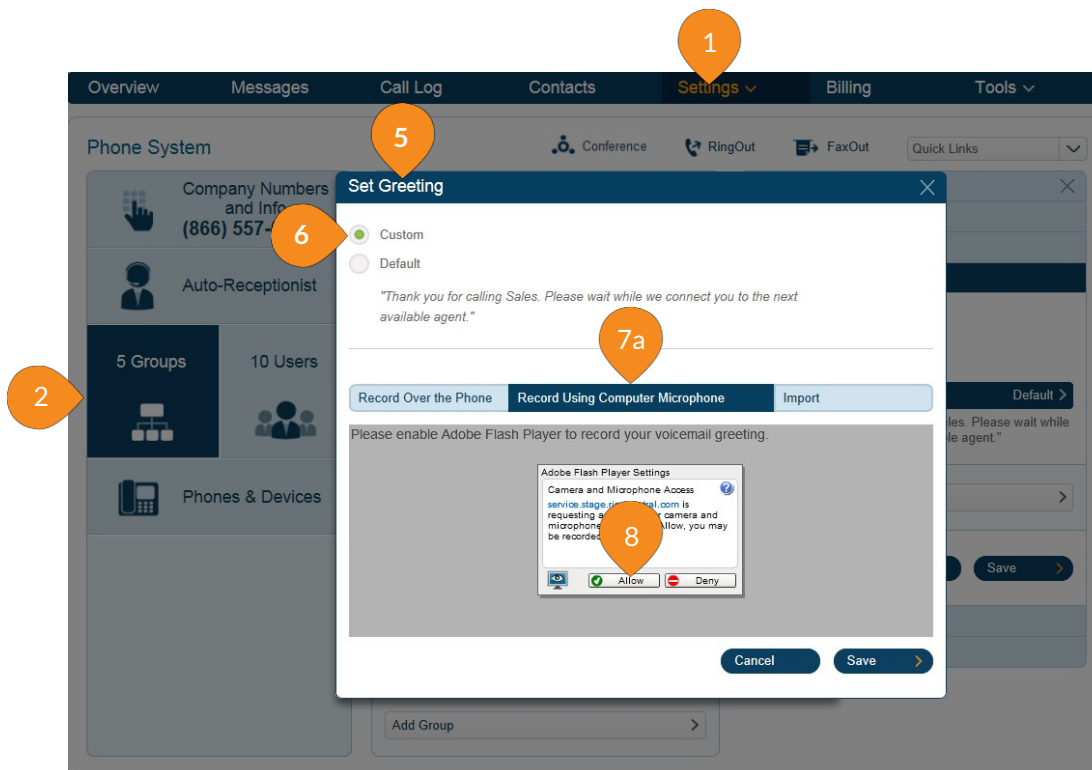 1
Overview Messages Call Log Contacts Settings Billing Tools
5
Phone System Conference RingOut FaxOut Quick Links
Company Numbers
and Info
(866) 557-
Set Greeting
6
Custom
Default
"Thank you for calling Sales. Please wait while we connect you to the next
available agent."
Auto-Receptionist
7a
2
5 Groups 10 Users
Record Over the Phone Record Using Computer Microphone Import
Default
Please wait while
agent."
Please enable Adobe Flash Player to record your voicemail greeting.
Adobe Flash Player Settings
Camera and Microphone Access
is
requesting camera and
microphone Allow, you may
be recorded
8
Allow Deny
Phones & Devices
Save
Cancel Save
Add Group